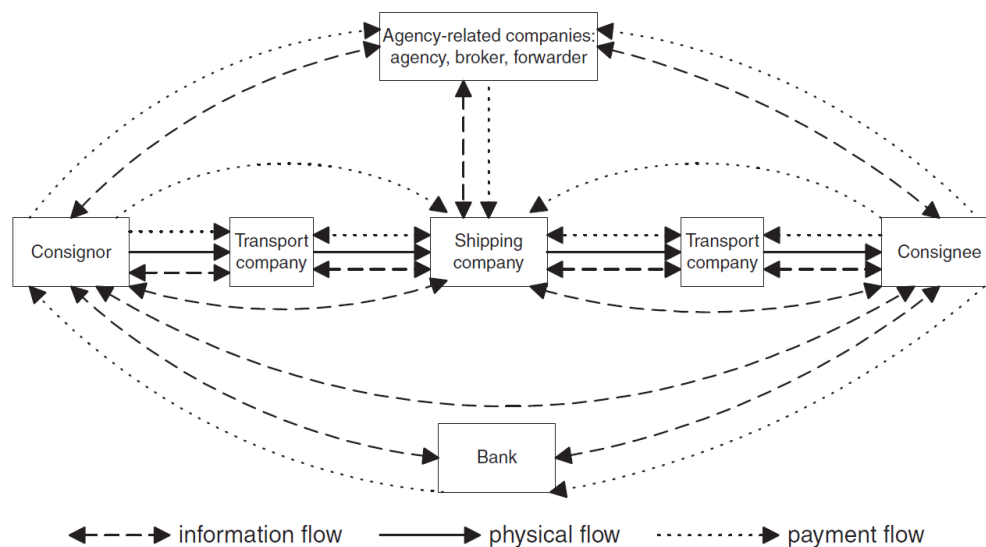 Agency-related companies:
agency, broker, forwarder
Consignor
Transport
company
Shipping
company
Transport
company
Consignee
Bank
information flow
physical flow
payment flow